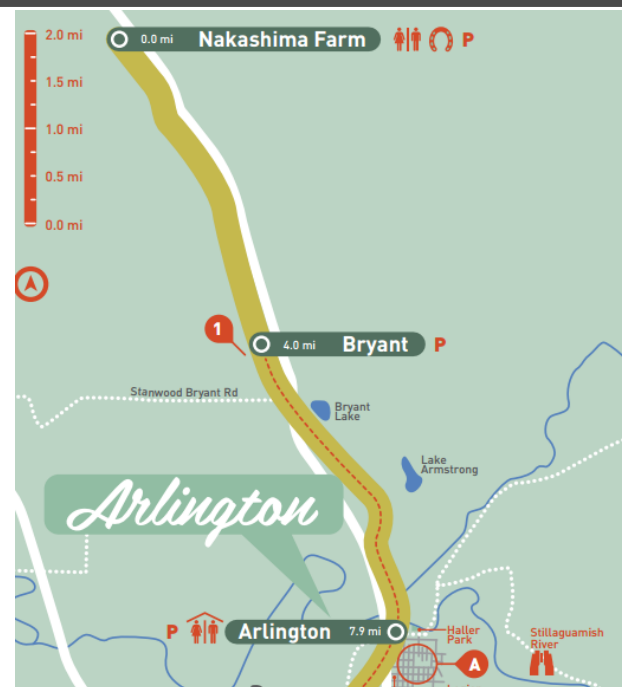 2.0 mi
1.5 mi
1.0 mi
0.5 mi
0.0 mi
0.0 mi Nakashima Farm P
1
4.0 mi Bryant P
Stanwood Bryant Rd
Bryant
Lake
Lake
Armstrong
Arlington
P Arlington 7.9 mi
Haller
Park
A
Stillaguamish
River